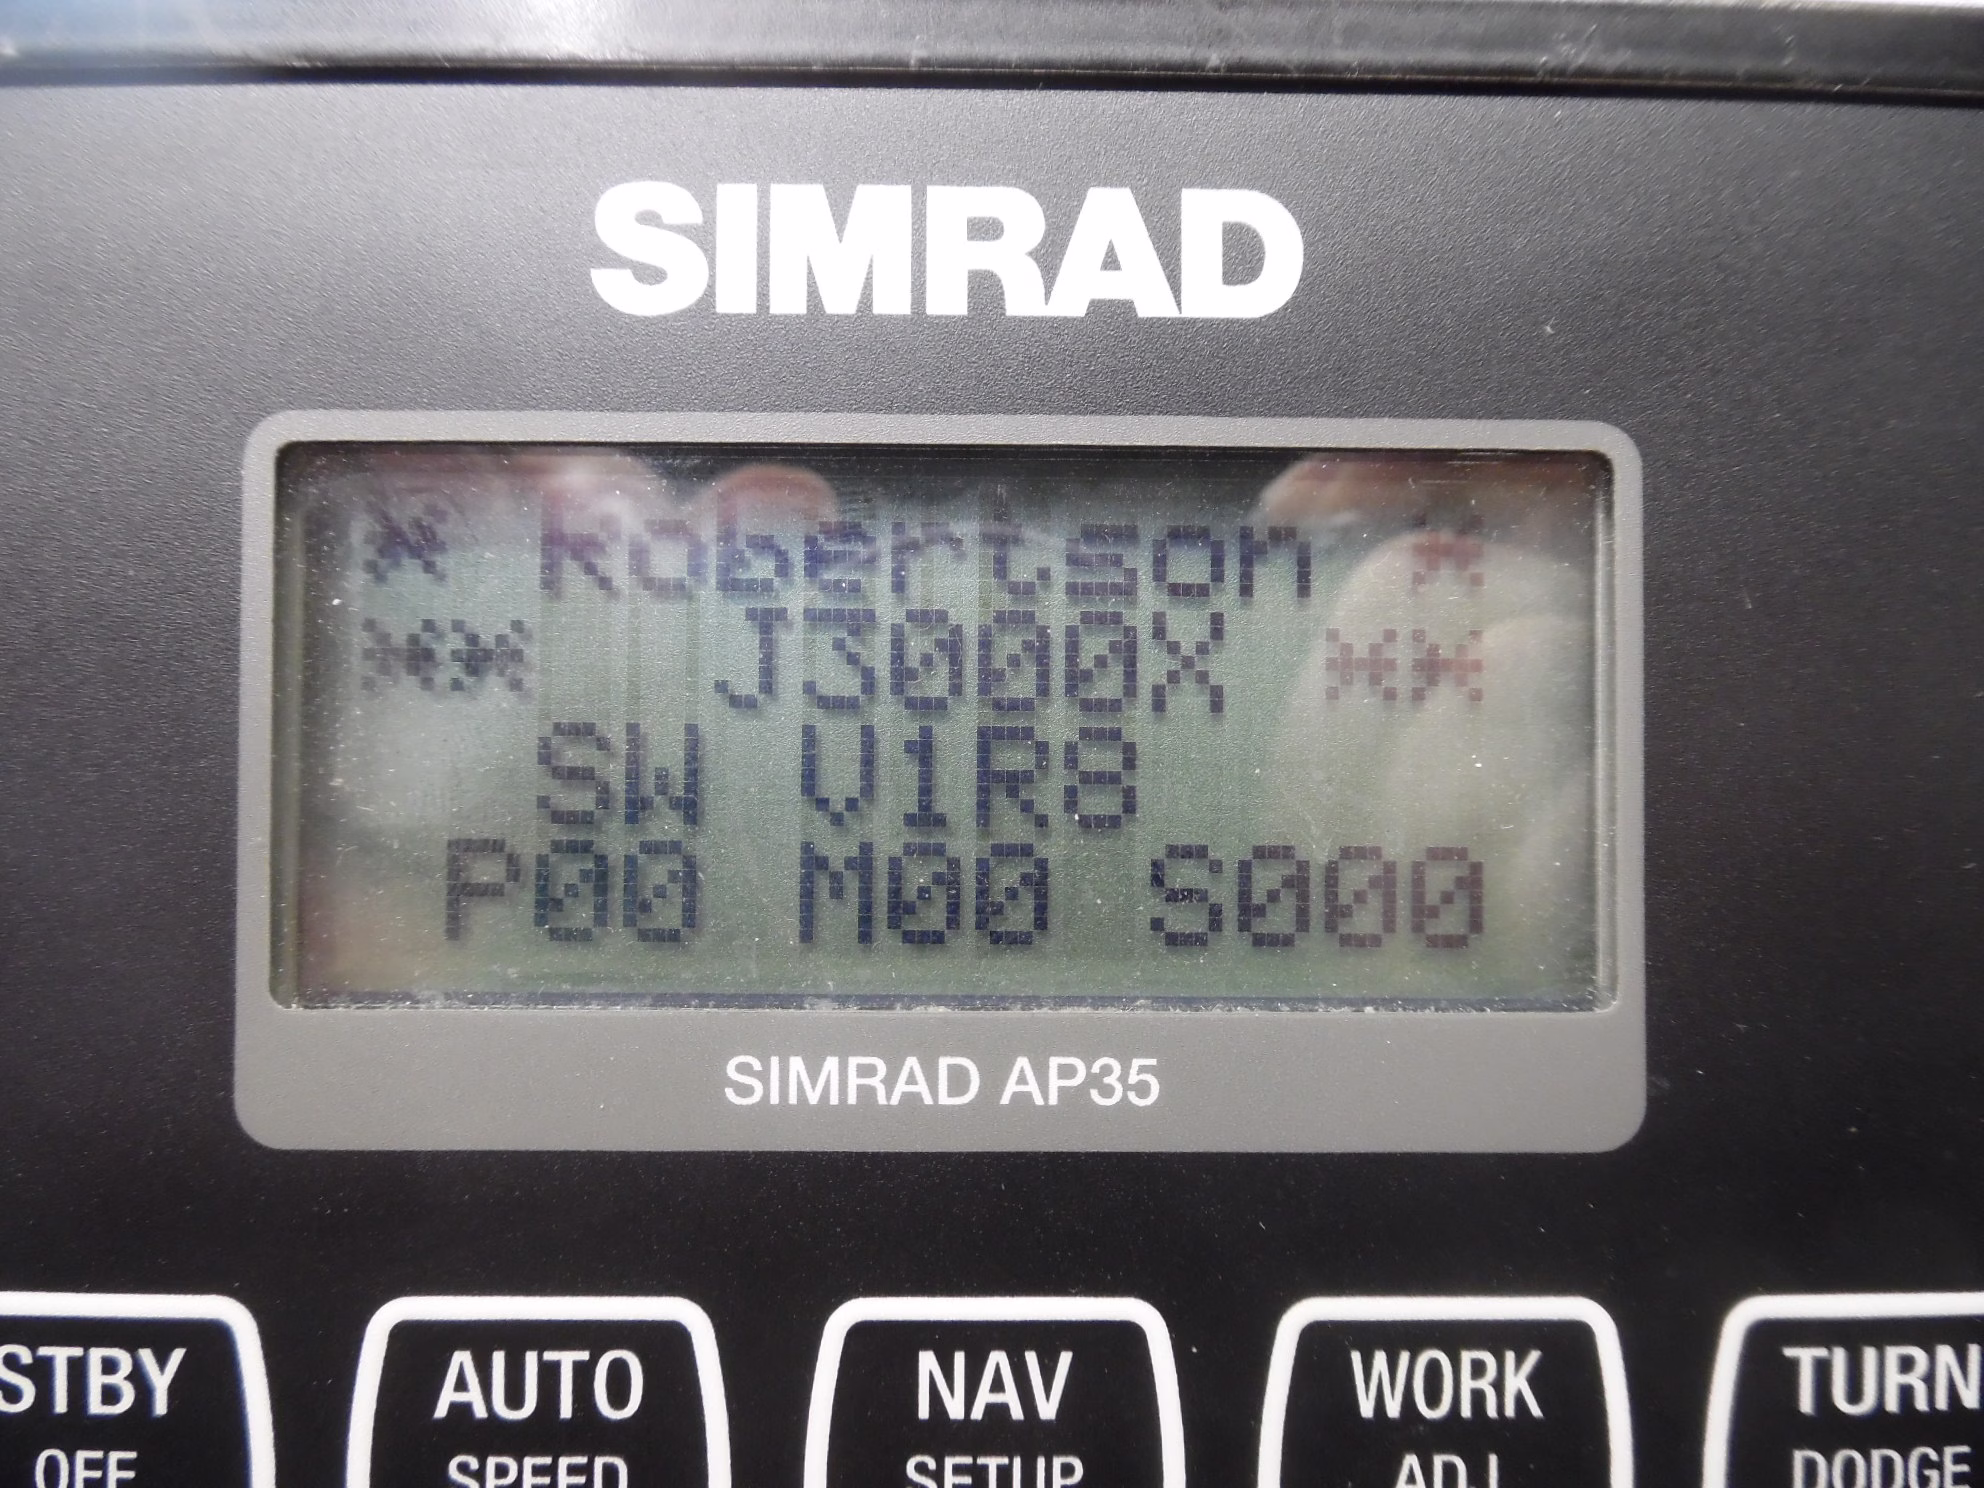 SIMRAD
* Robertson *
** J3000X **
SW V1R8
P00 M00 S000
SIMRAD AP35
STBY AUTO NAV WORK TURN
OFF SPEED SETUP ADJ DODGE